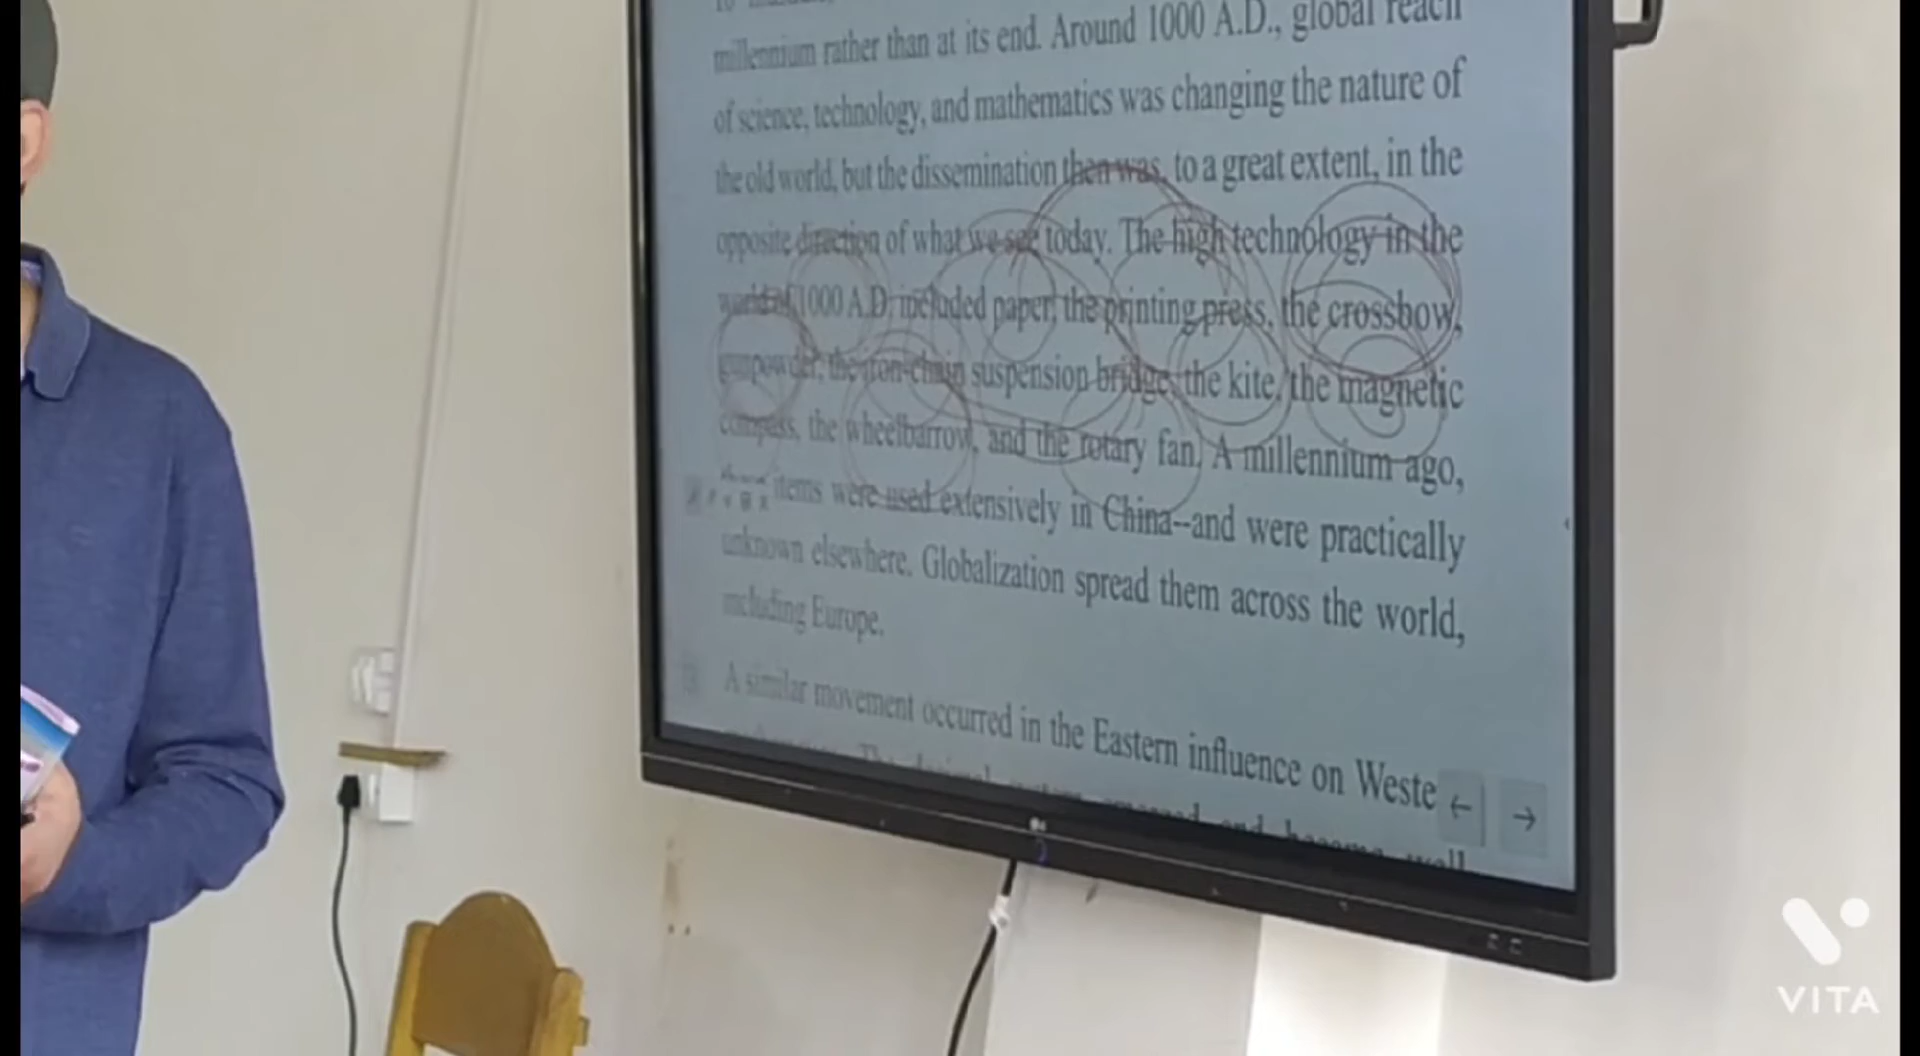 millennium rather than at its end. Around 1000 A.D., global reach
of science, technology, and mathematics was changing the nature of
the old world, but the dissemination then was, to a great extent, in the
opposite direction of what we see today. The high technology in the
world of 1000 A.D. included paper, the printing press, the crossbow,
gunpowder, the iron-chain suspension bridge, the kite, the magnetic
compass, the wheelbarrow, and the rotary fan. A millennium ago,
items were used extensively in China--and were practically
unknown elsewhere. Globalization spread them across the world,
including Europe.
A similar movement occurred in the Eastern influence on Weste
and became well
VITA